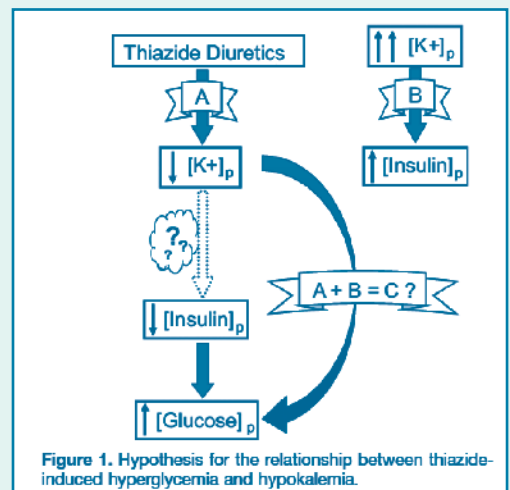 Thiazide Diuretics
↑↑ [K+]p
A
B
↓ [K+]p
↑ [Insulin]p
???
A + B = C ?
↓ [Insulin]p
↑ [Glucose]p
Figure 1. Hypothesis for the relationship between thiazide-
induced hyperglycemia and hypokalemia.